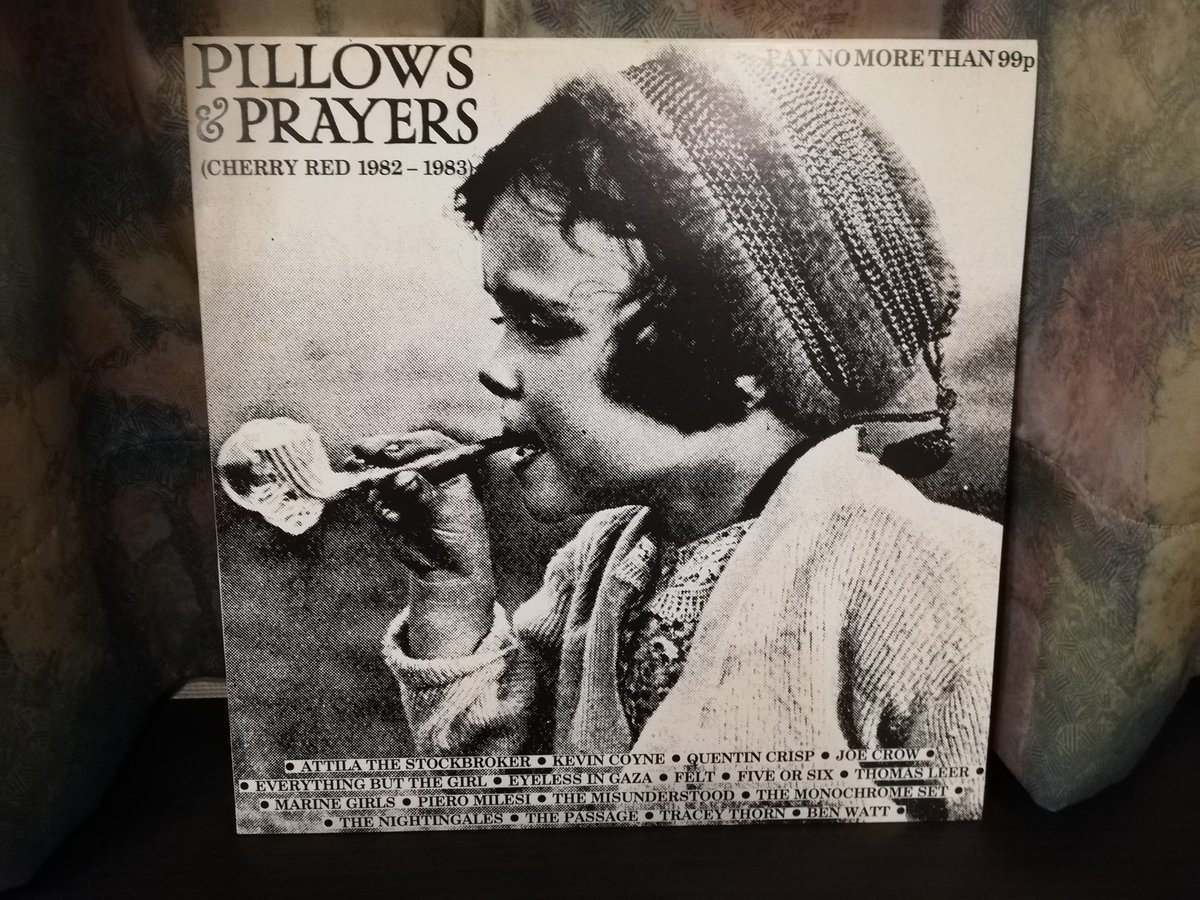 PILLOWS
& PRAYERS
(CHERRY RED 1982 – 1983)
PAY NO MORE THAN 99p
• ATTILA THE STOCKBROKER • KEVIN COYNE • QUENTIN CRISP • JOE CROW •
• EVERYTHING BUT THE GIRL • EYELESS IN GAZA • FELT • FIVE OR SIX • THOMAS LEER •
• MARINE GIRLS • PIERO MILESI • THE MISUNDERSTOOD • THE MONOCHROME SET •
• THE NIGHTINGALES • THE PASSAGE • TRACEY THORN • BEN WATT •